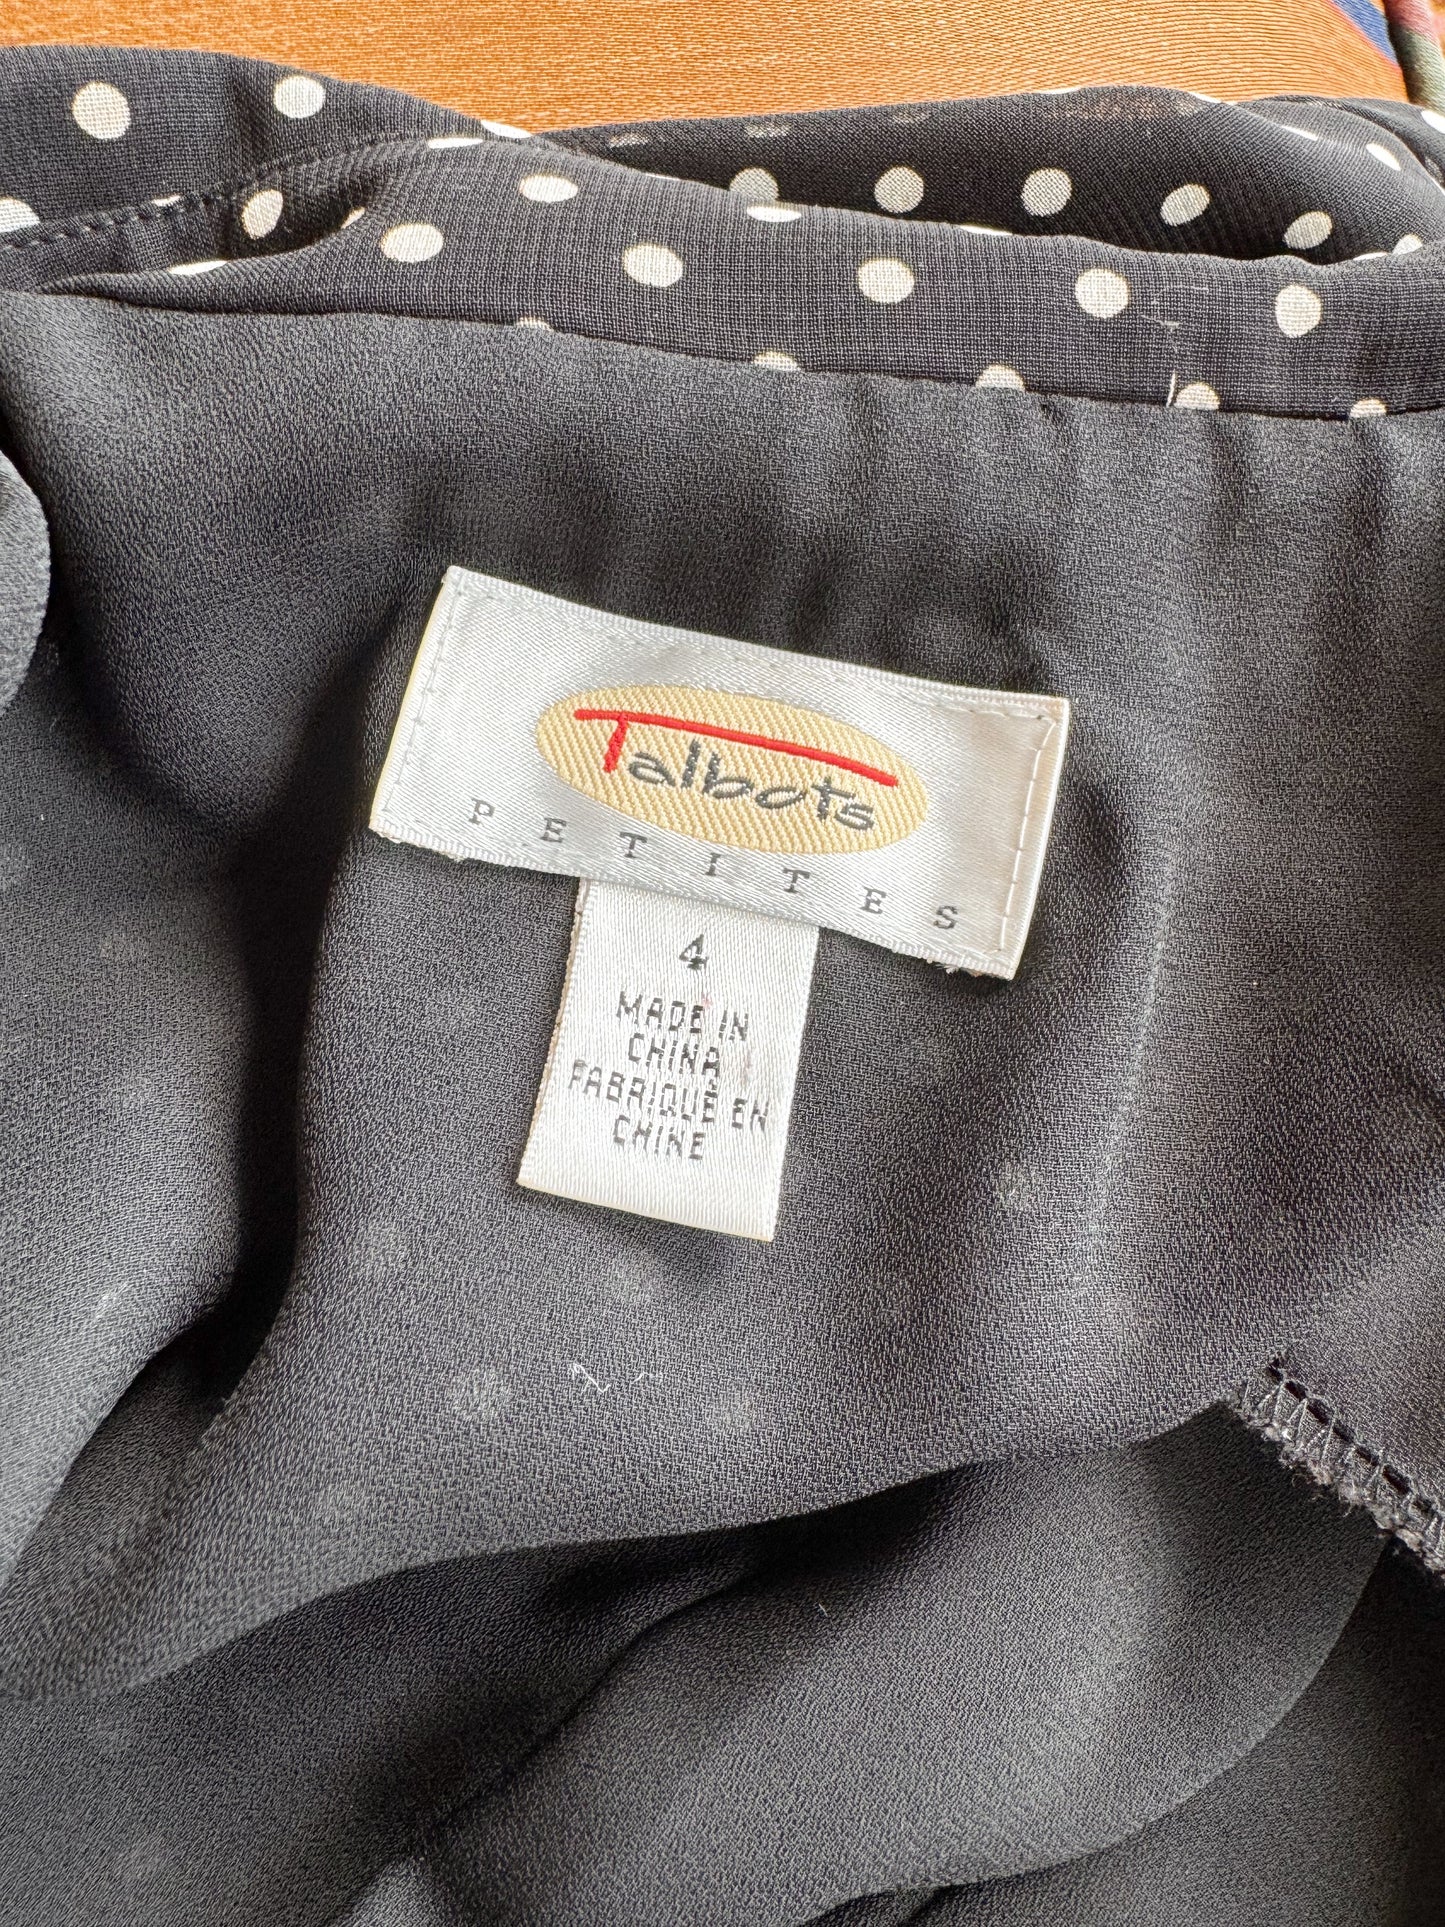 Talbots
PETITES
4
MADE IN
CHINA
FABRIQUÉ EN
CHINE